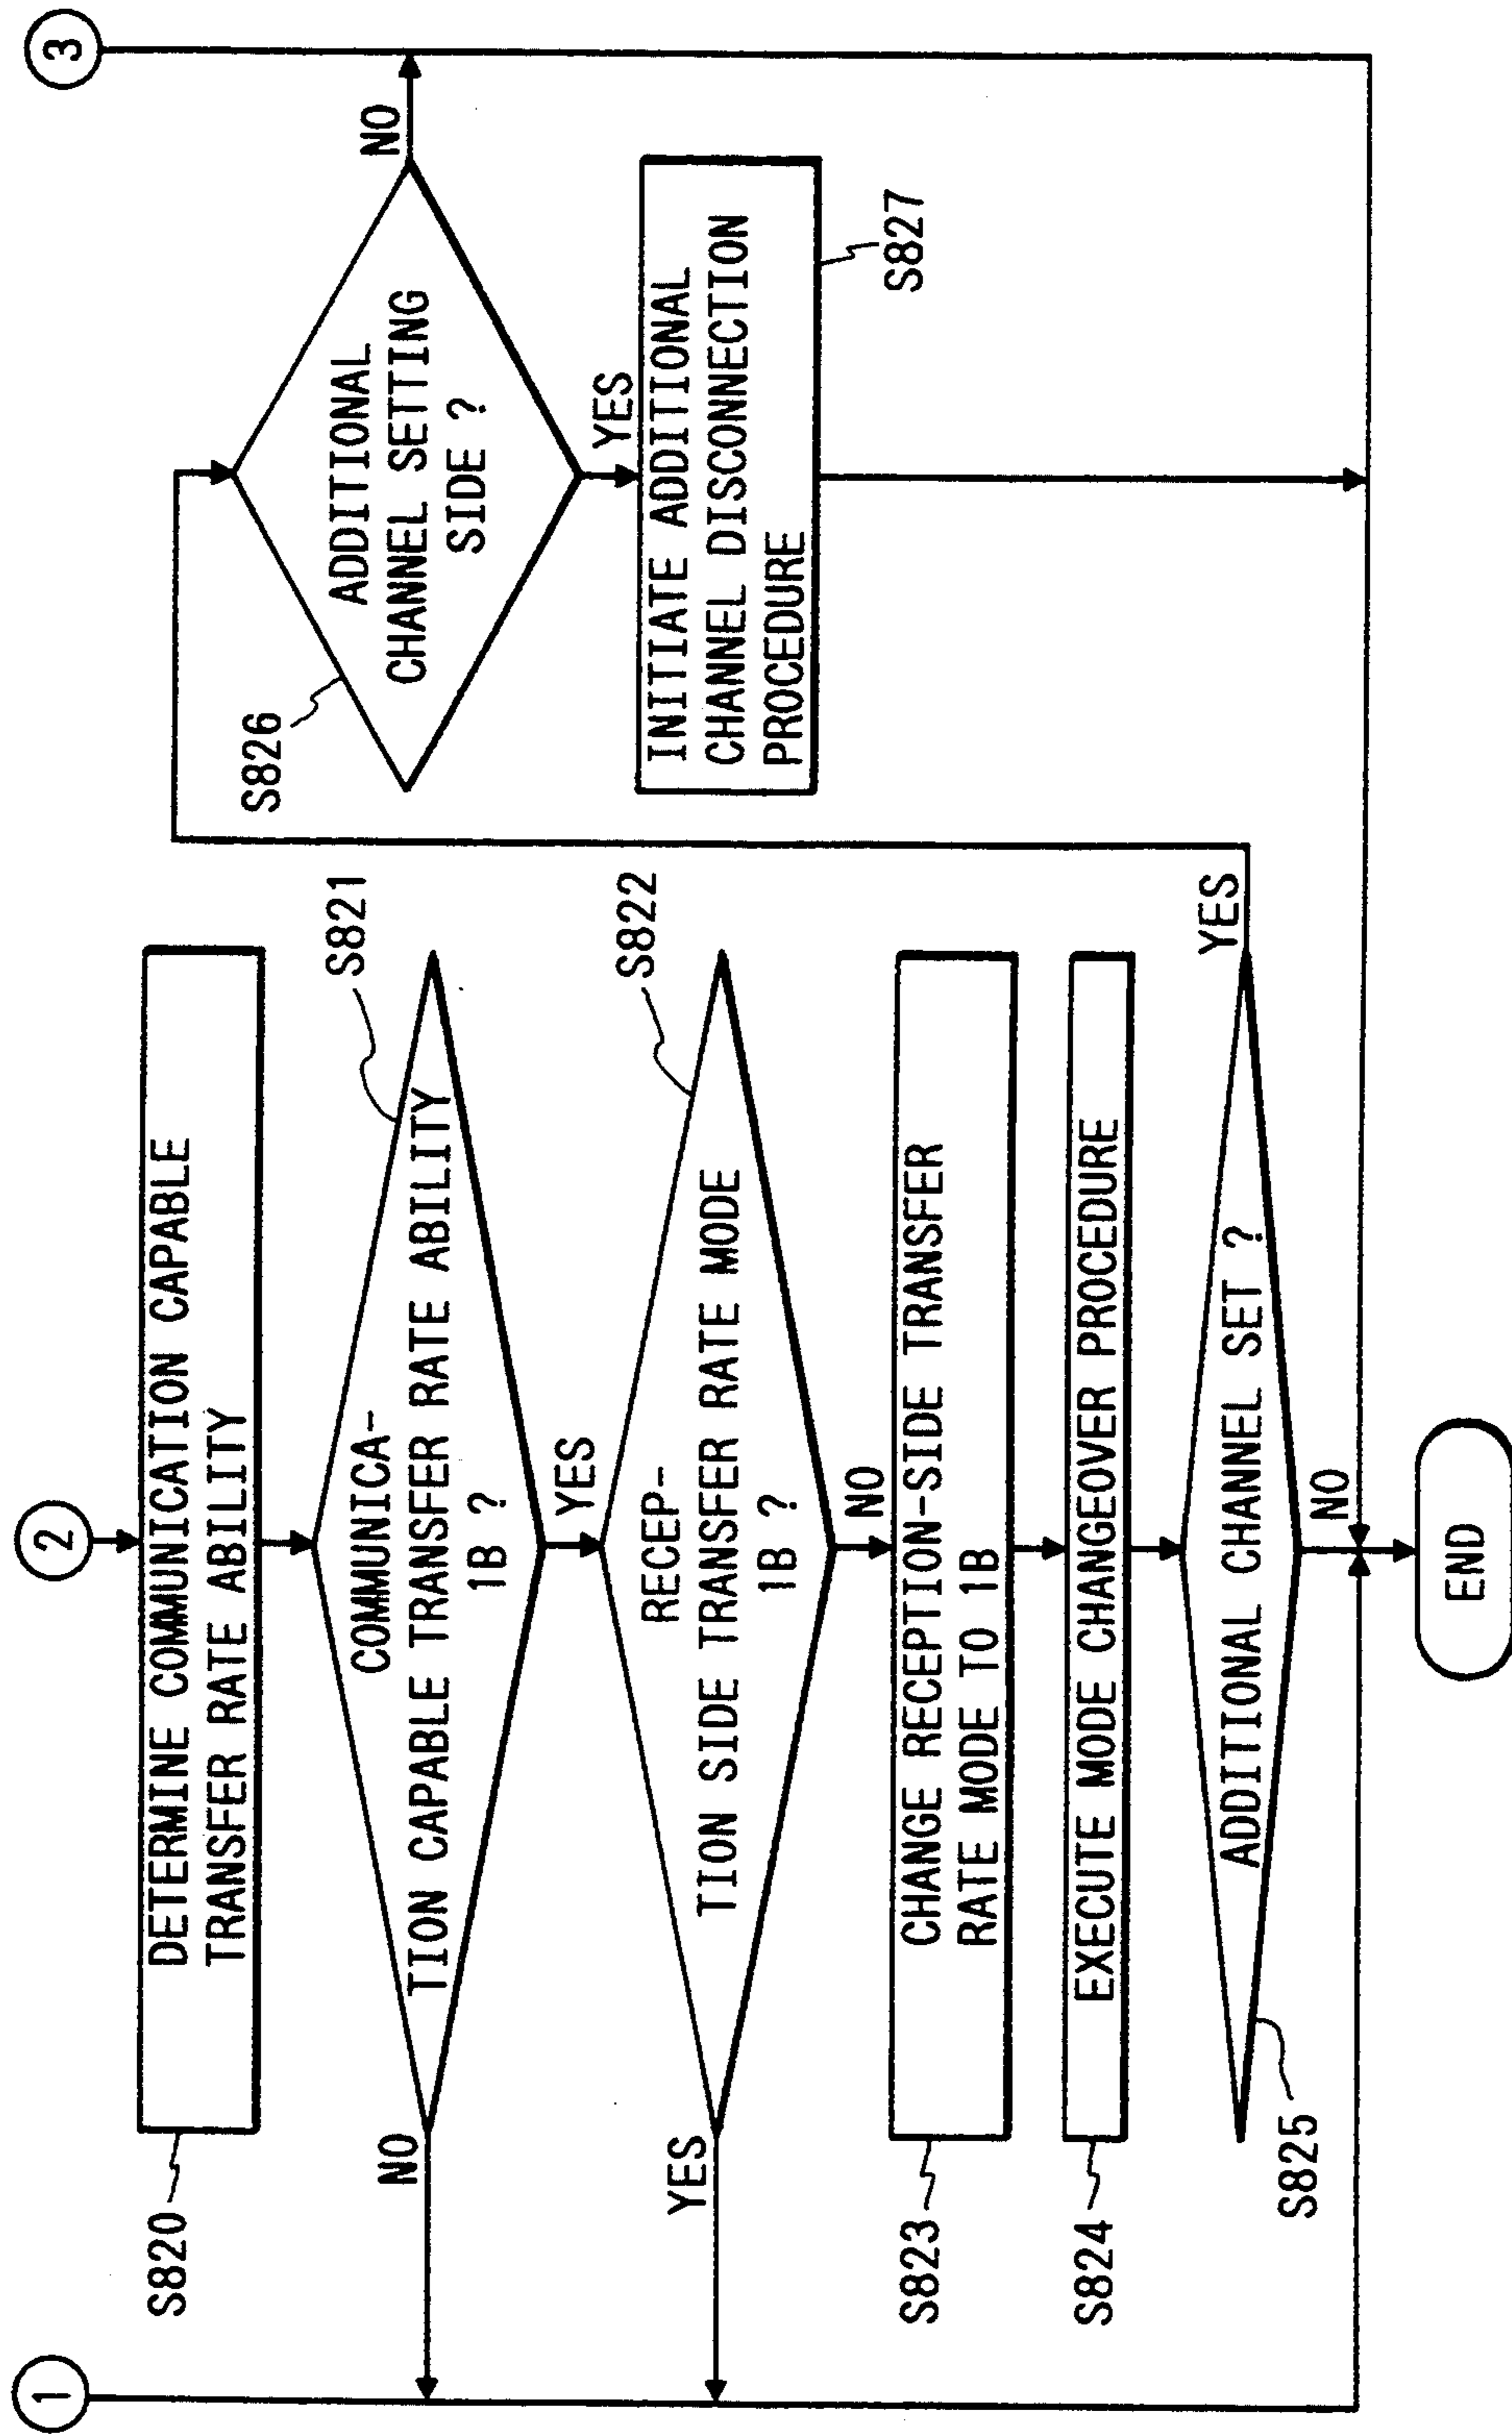 1
2
3
S820
DETERMINE COMMUNICATION CAPABLE
TRANSFER RATE ABILITY
S821
COMMUNICA-
TION CAPABLE TRANSFER RATE ABILITY
1B ?
NO
YES
S822
RECEP-
TION SIDE TRANSFER RATE MODE
1B ?
YES
NO
S823
CHANGE RECEPTION-SIDE TRANSFER
RATE MODE TO 1B
S824
EXECUTE MODE CHANGEOVER PROCEDURE
S825
ADDITIONAL CHANNEL SET ?
YES
NO
END
S826
ADDITIONAL
CHANNEL SETTING
SIDE ?
NO
YES
INITIATE ADDITIONAL
CHANNEL DISCONNECTION
PROCEDURE
S827